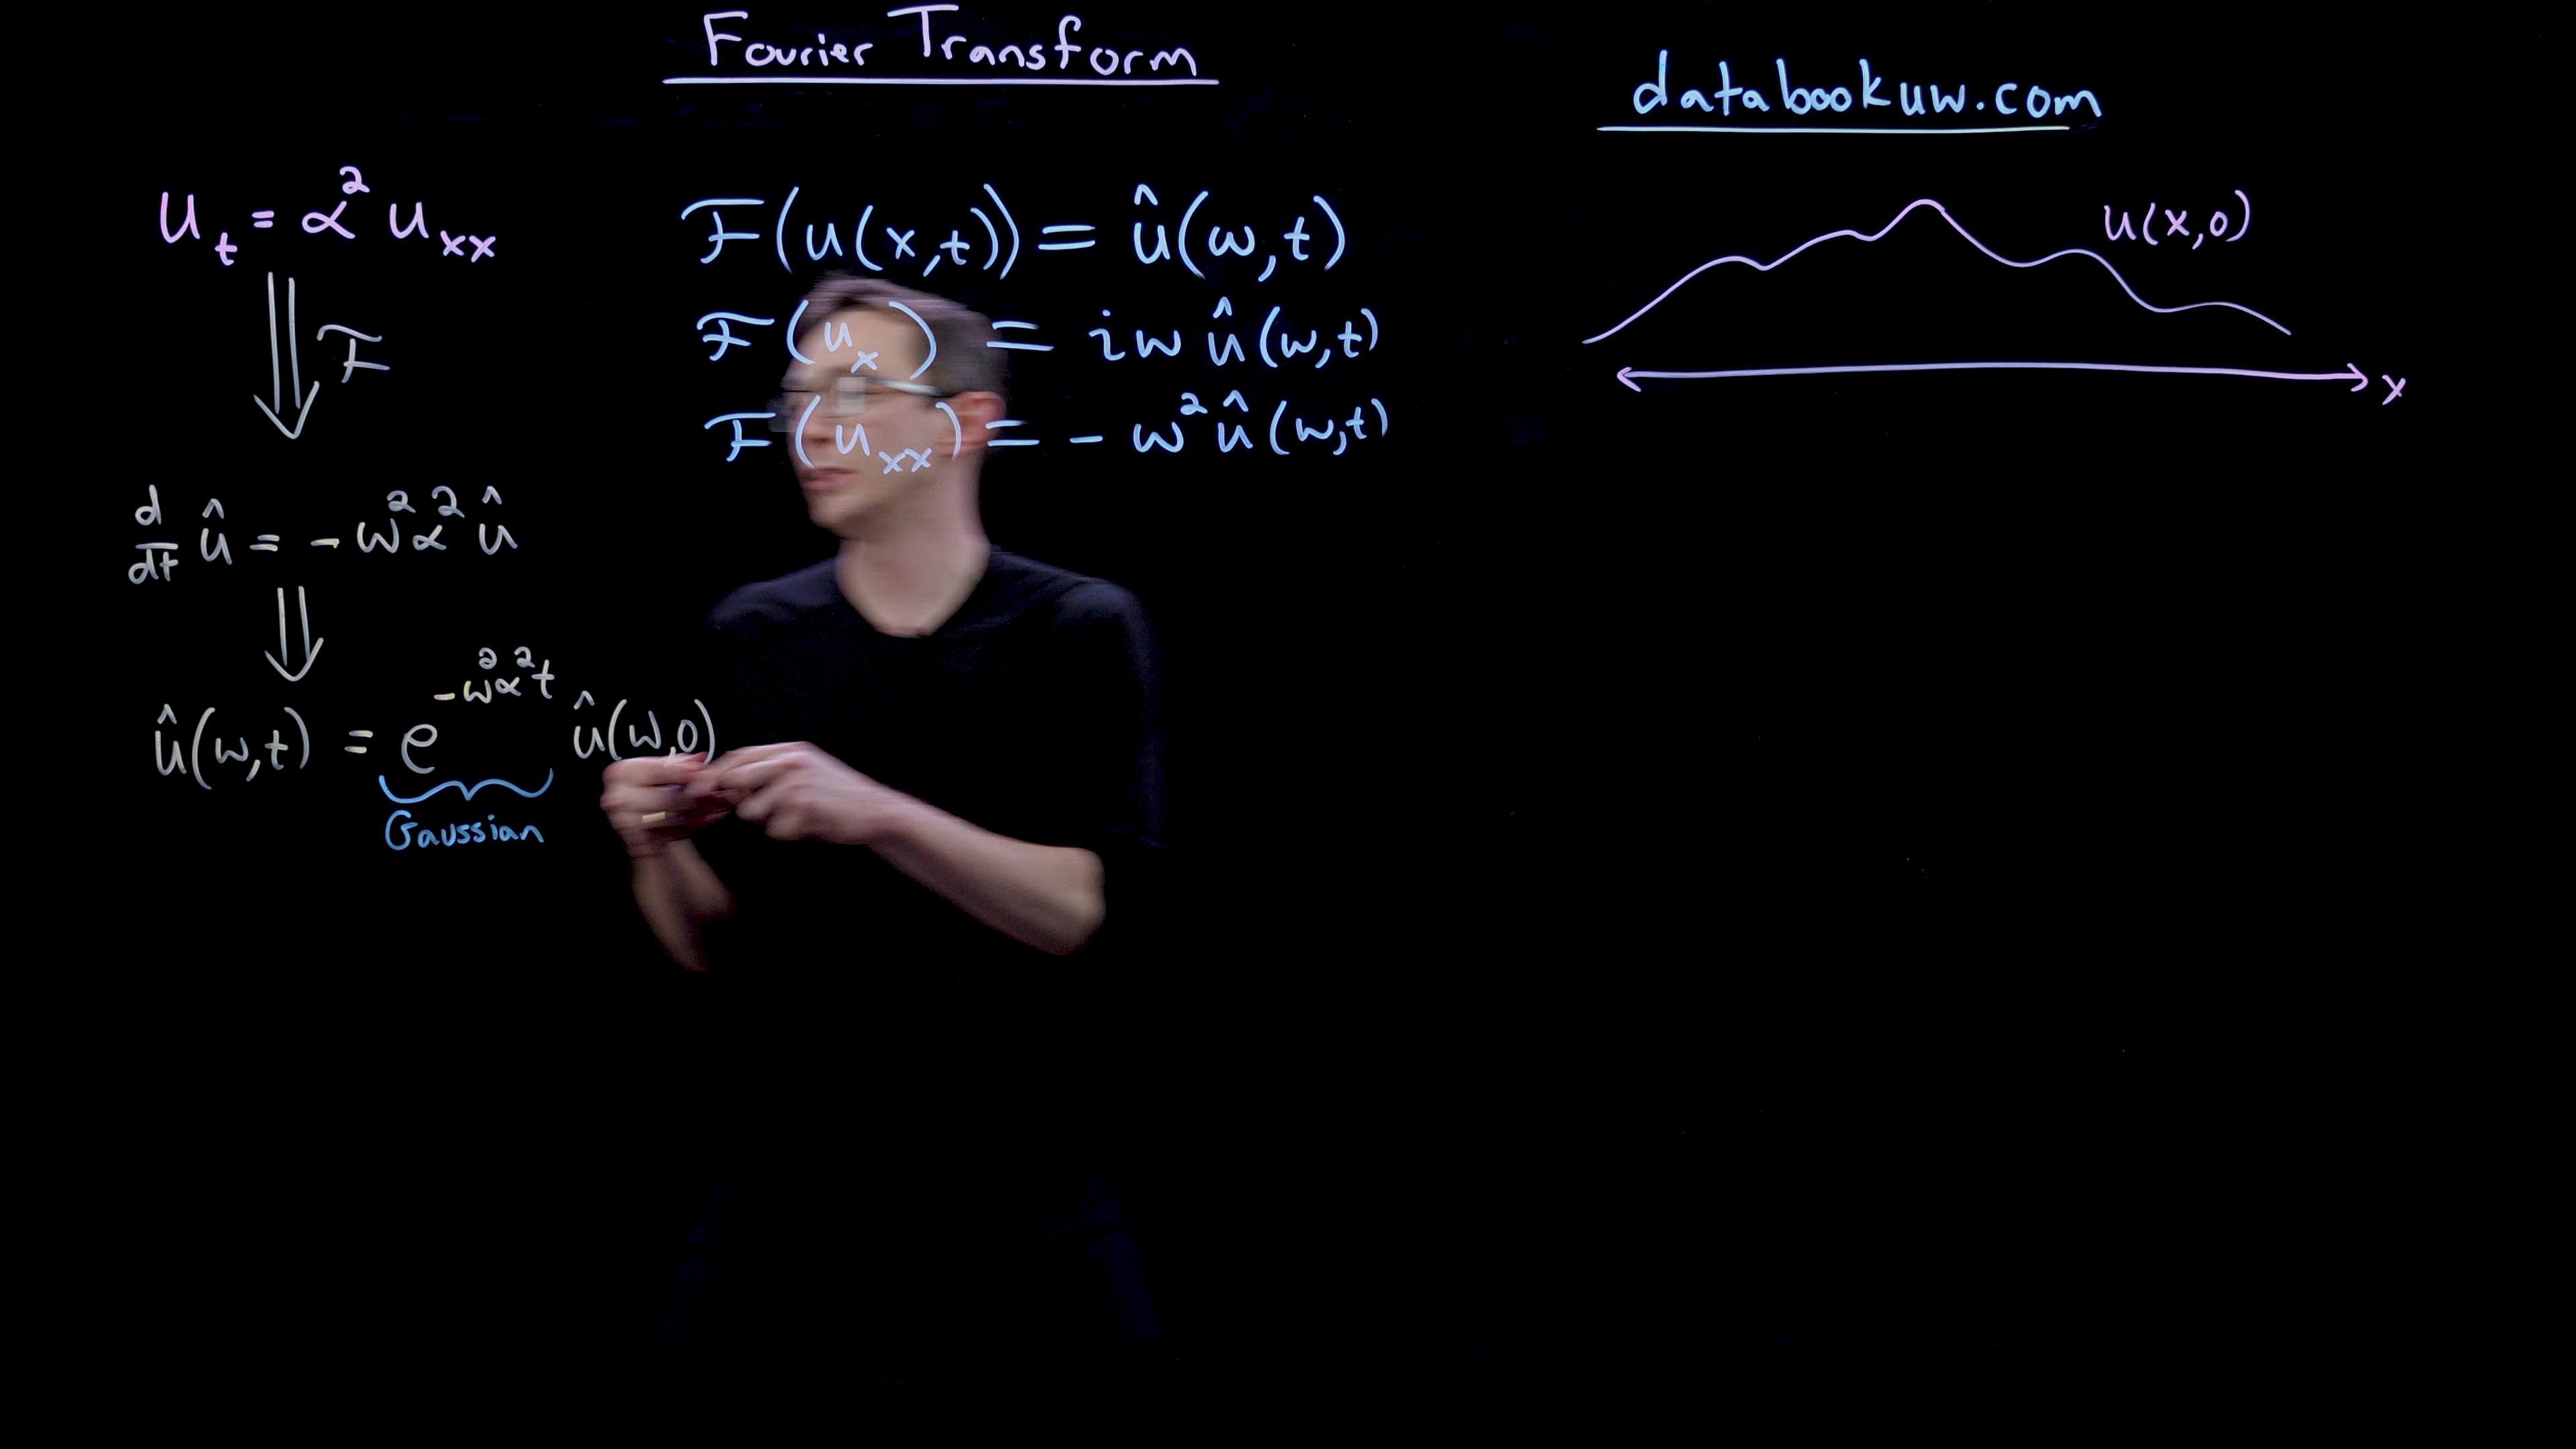 Fourier Transform
databookuw.com
u_t = α² u_xx
F
d/dt û = -ω²α² û
û(ω,t) = e^{-ω²α²t} û(ω,0)
Gaussian
F(u(x,t)) = û(ω,t)
F(u_x) = iω û(ω,t)
F(u_xx) = -ω² û(ω,t)
u(x,0)
x